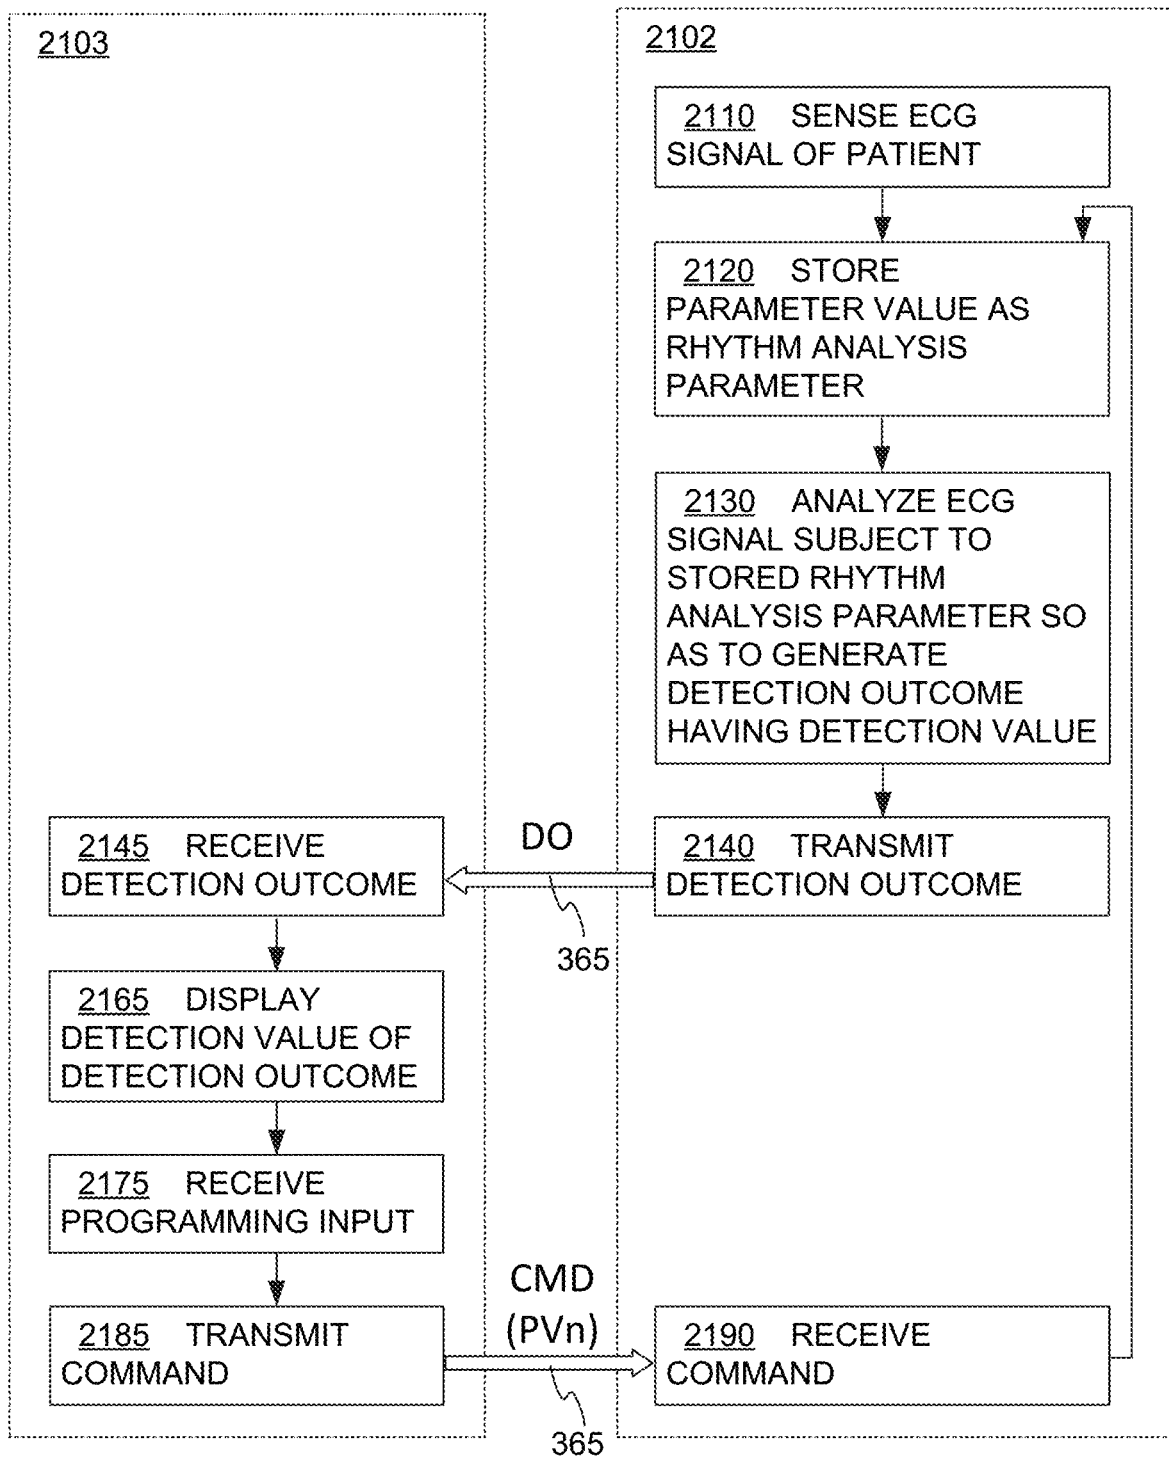 2103
2102
2110 SENSE ECG
SIGNAL OF PATIENT
2120 STORE
PARAMETER VALUE AS
RHYTHM ANALYSIS
PARAMETER
2130 ANALYZE ECG
SIGNAL SUBJECT TO
STORED RHYTHM
ANALYSIS PARAMETER SO
AS TO GENERATE
DETECTION OUTCOME
HAVING DETECTION VALUE
2140 TRANSMIT
DETECTION OUTCOME
DO
365
2145 RECEIVE
DETECTION OUTCOME
2165 DISPLAY
DETECTION VALUE OF
DETECTION OUTCOME
2175 RECEIVE
PROGRAMMING INPUT
2185 TRANSMIT
COMMAND
CMD
(PVn)
365
2190 RECEIVE
COMMAND